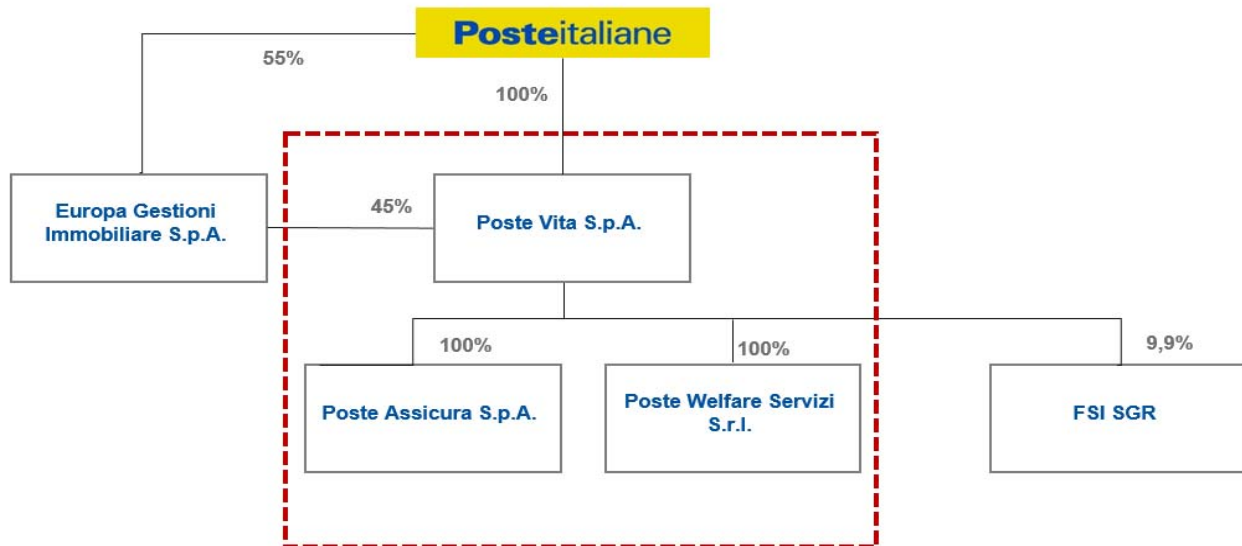 Posteitaliane
55%
100%
Europa Gestioni
Immobiliare S.p.A.
45%
Poste Vita S.p.A.
100%
100%
9,9%
Poste Assicura S.p.A.
Poste Welfare Servizi
S.r.l.
FSI SGR